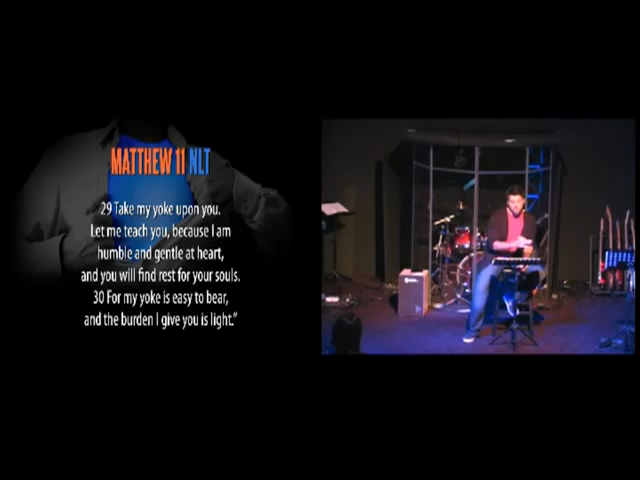 MATTHEW 11 NLT
29 Take my yoke upon you.
Let me teach you, because I am
humble and gentle at heart,
and you will find rest for your souls.
30 For my yoke is easy to bear,
and the burden I give you is light."